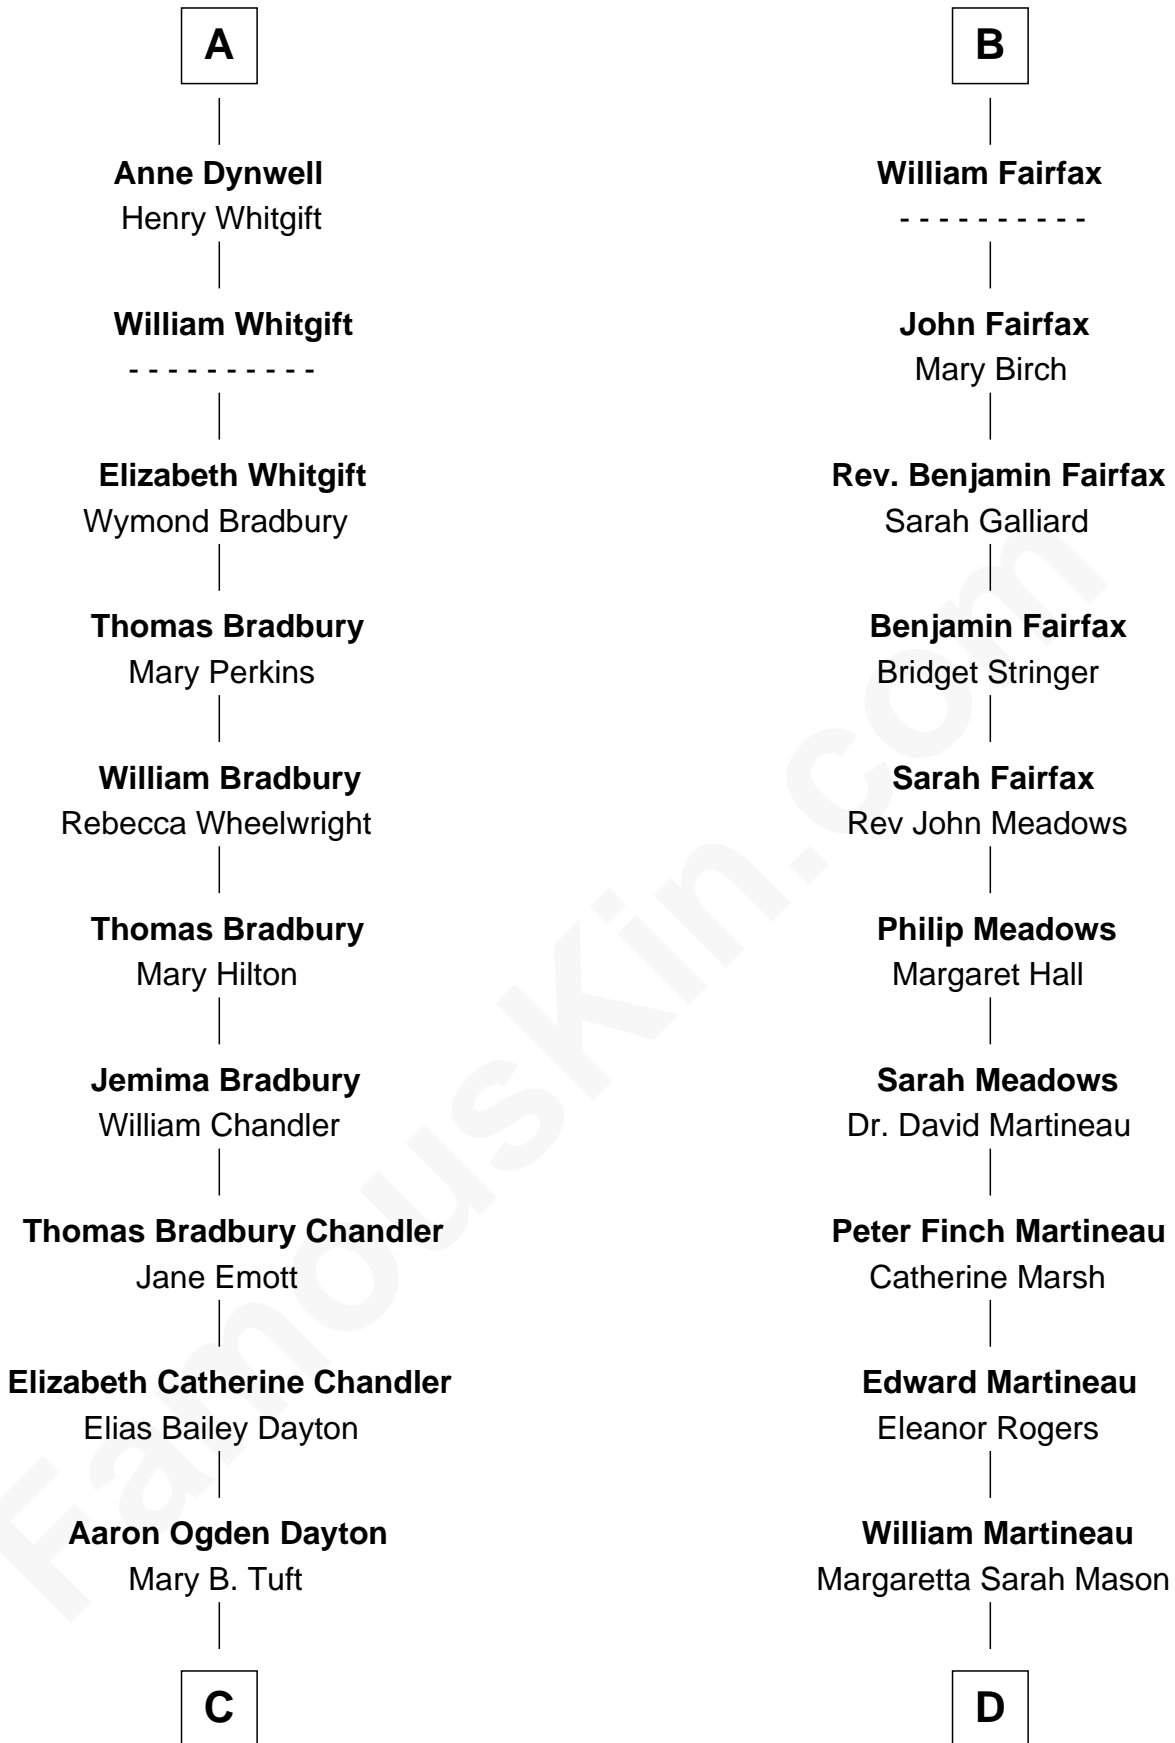 A
Anne Dynwell
Henry Whitgift
William Whitgift
- - - - - - - - - -
Elizabeth Whitgift
Wymond Bradbury
Thomas Bradbury
Mary Perkins
William Bradbury
Rebecca Wheelwright
Thomas Bradbury
Mary Hilton
Jemima Bradbury
William Chandler
Thomas Bradbury Chandler
Jane Emott
Elizabeth Catherine Chandler
Elias Bailey Dayton
Aaron Ogden Dayton
Mary B. Tuft
C
B
William Fairfax
- - - - - - - - - -
John Fairfax
Mary Birch
Rev. Benjamin Fairfax
Sarah Galliard
Benjamin Fairfax
Bridget Stringer
Sarah Fairfax
Rev John Meadows
Philip Meadows
Margaret Hall
Sarah Meadows
Dr. David Martineau
Peter Finch Martineau
Catherine Marsh
Edward Martineau
Eleanor Rogers
William Martineau
Margaretta Sarah Mason
D
FamousKin.com